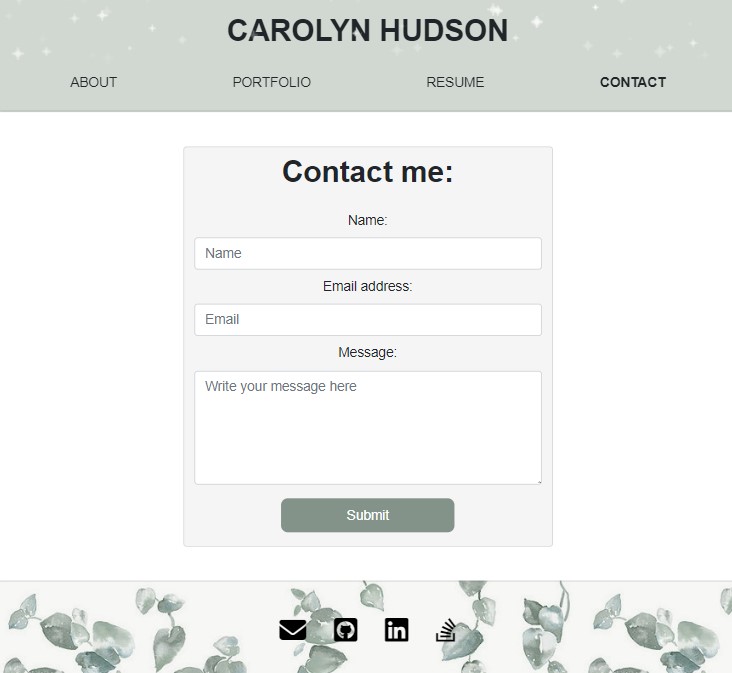 CAROLYN HUDSON
ABOUT PORTFOLIO RESUME CONTACT
Contact me:
Name:
Name
Email address:
Email
Message:
Write your message here
Submit
in